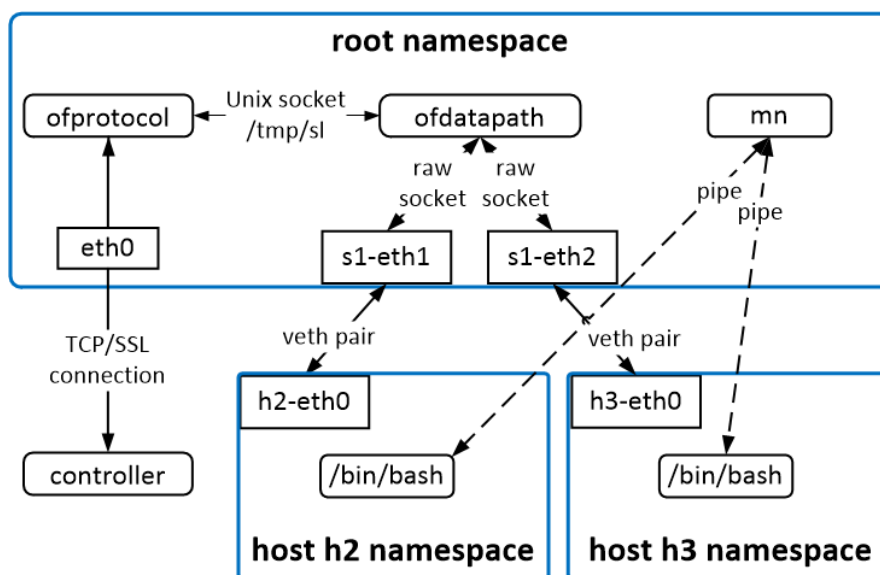 root namespace
ofprotocol
Unix socket
/tmp/sl
ofdatapath
mn
raw
socket
raw
socket
pipe
pipe
eth0
s1-eth1
s1-eth2
TCP/SSL
connection
veth pair
veth pair
h2-eth0
h3-eth0
controller
/bin/bash
/bin/bash
host h2 namespace
host h3 namespace